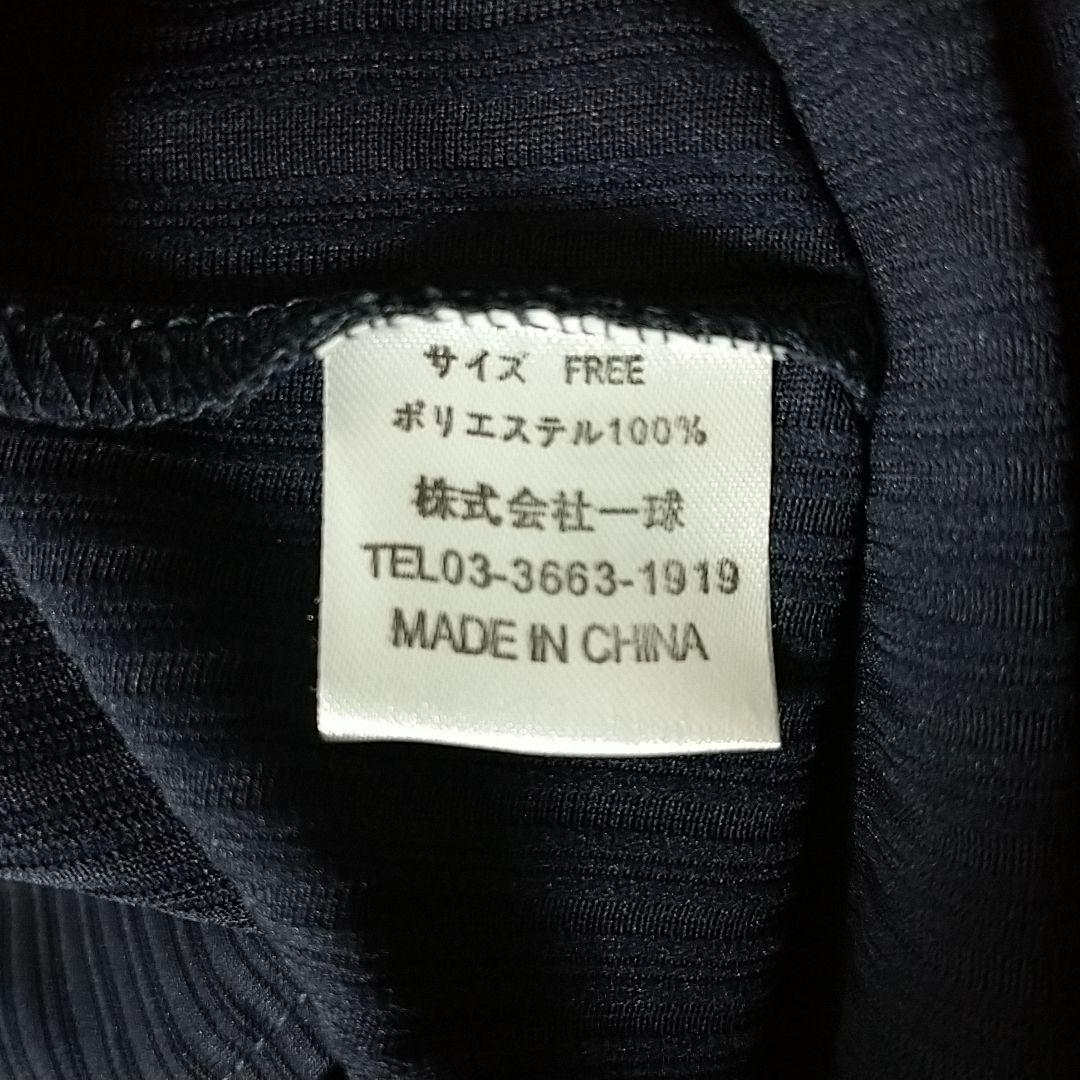 サイズ FREE
ポリエステル100%
株式会社一球
TEL03-3663-1919
MADE IN CHINA